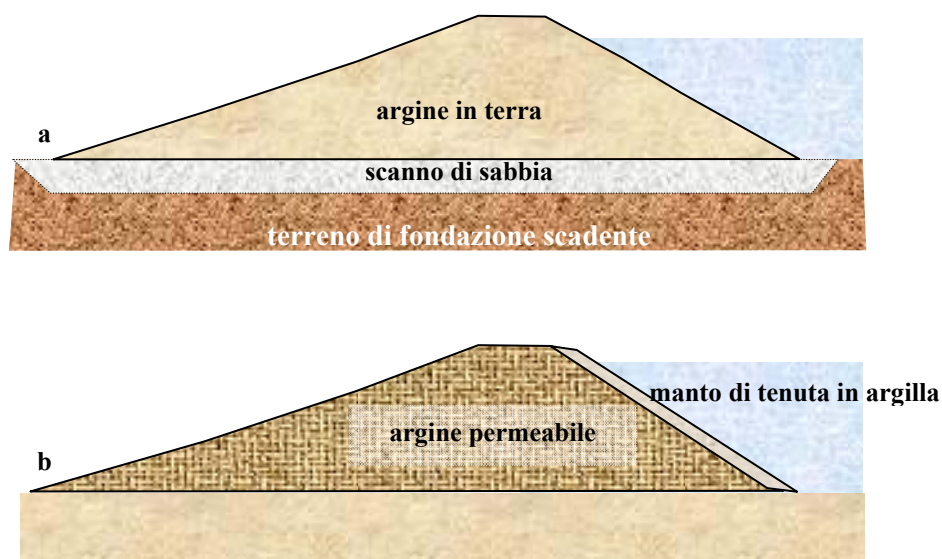 argine in terra
a
scanno di sabbia
terreno di fondazione scadente
manto di tenuta in argilla
argine permeabile
b